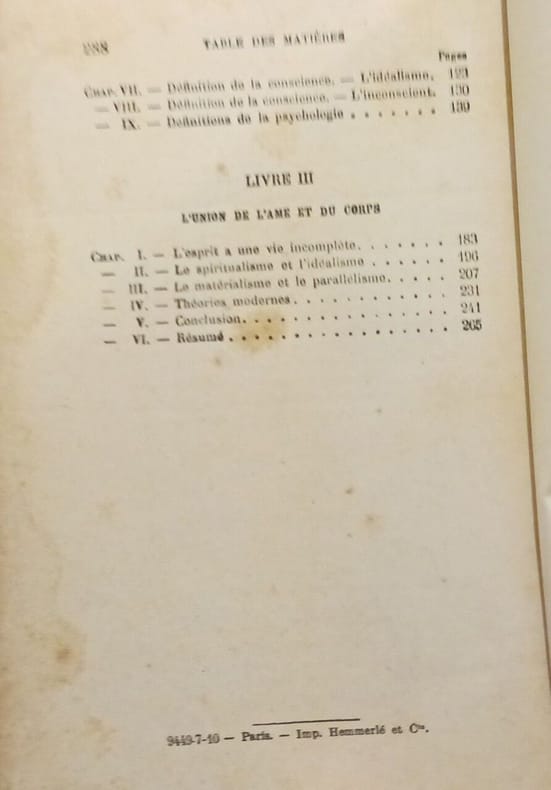 288 TABLE DES MATIÈRES
Pages
CHAP. VII. — Définition de la conscience. — L'idéalisme. 123
— VIII. — Définition de la conscience. — L'inconscient. 130
— IX. — Définitions de la psychologie . . . . . . . 139
LIVRE III
L'UNION DE L'AME ET DU CORPS
CHAP. I. — L'esprit a une vie incomplète. . . . . . . 183
— II. — Le spiritualisme et l'idéalisme . . . . . . 196
— III. — Le matérialisme et le parallélisme. . . . . 207
— IV. — Théories modernes. . . . . . . . . . . . 231
— V. — Conclusion. . . . . . . . . . . . . . . . 241
— VI. — Résumé . . . . . . . . . . . . . . . . . 265
9449-7-10 — Paris. — Imp. Hemmerlé et Cie.